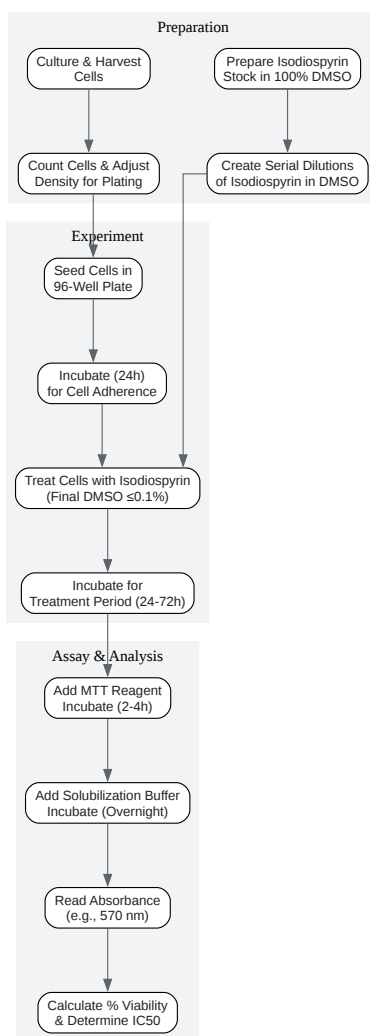 Preparation
Culture & Harvest
Cells
Prepare Isodiospyrin
Stock in 100% DMSO
Count Cells & Adjust
Density for Plating
Create Serial Dilutions
of Isodiospyrin in DMSO
Experiment
Seed Cells in
96-Well Plate
Incubate (24h)
for Cell Adherence
Treat Cells with Isodiospyrin
(Final DMSO ≤0.1%)
Incubate for
Treatment Period (24-72h)
Assay & Analysis
Add MTT Reagent
Incubate (2-4h)
Add Solubilization Buffer
Incubate (Overnight)
Read Absorbance
(e.g., 570 nm)
Calculate % Viability
& Determine IC50